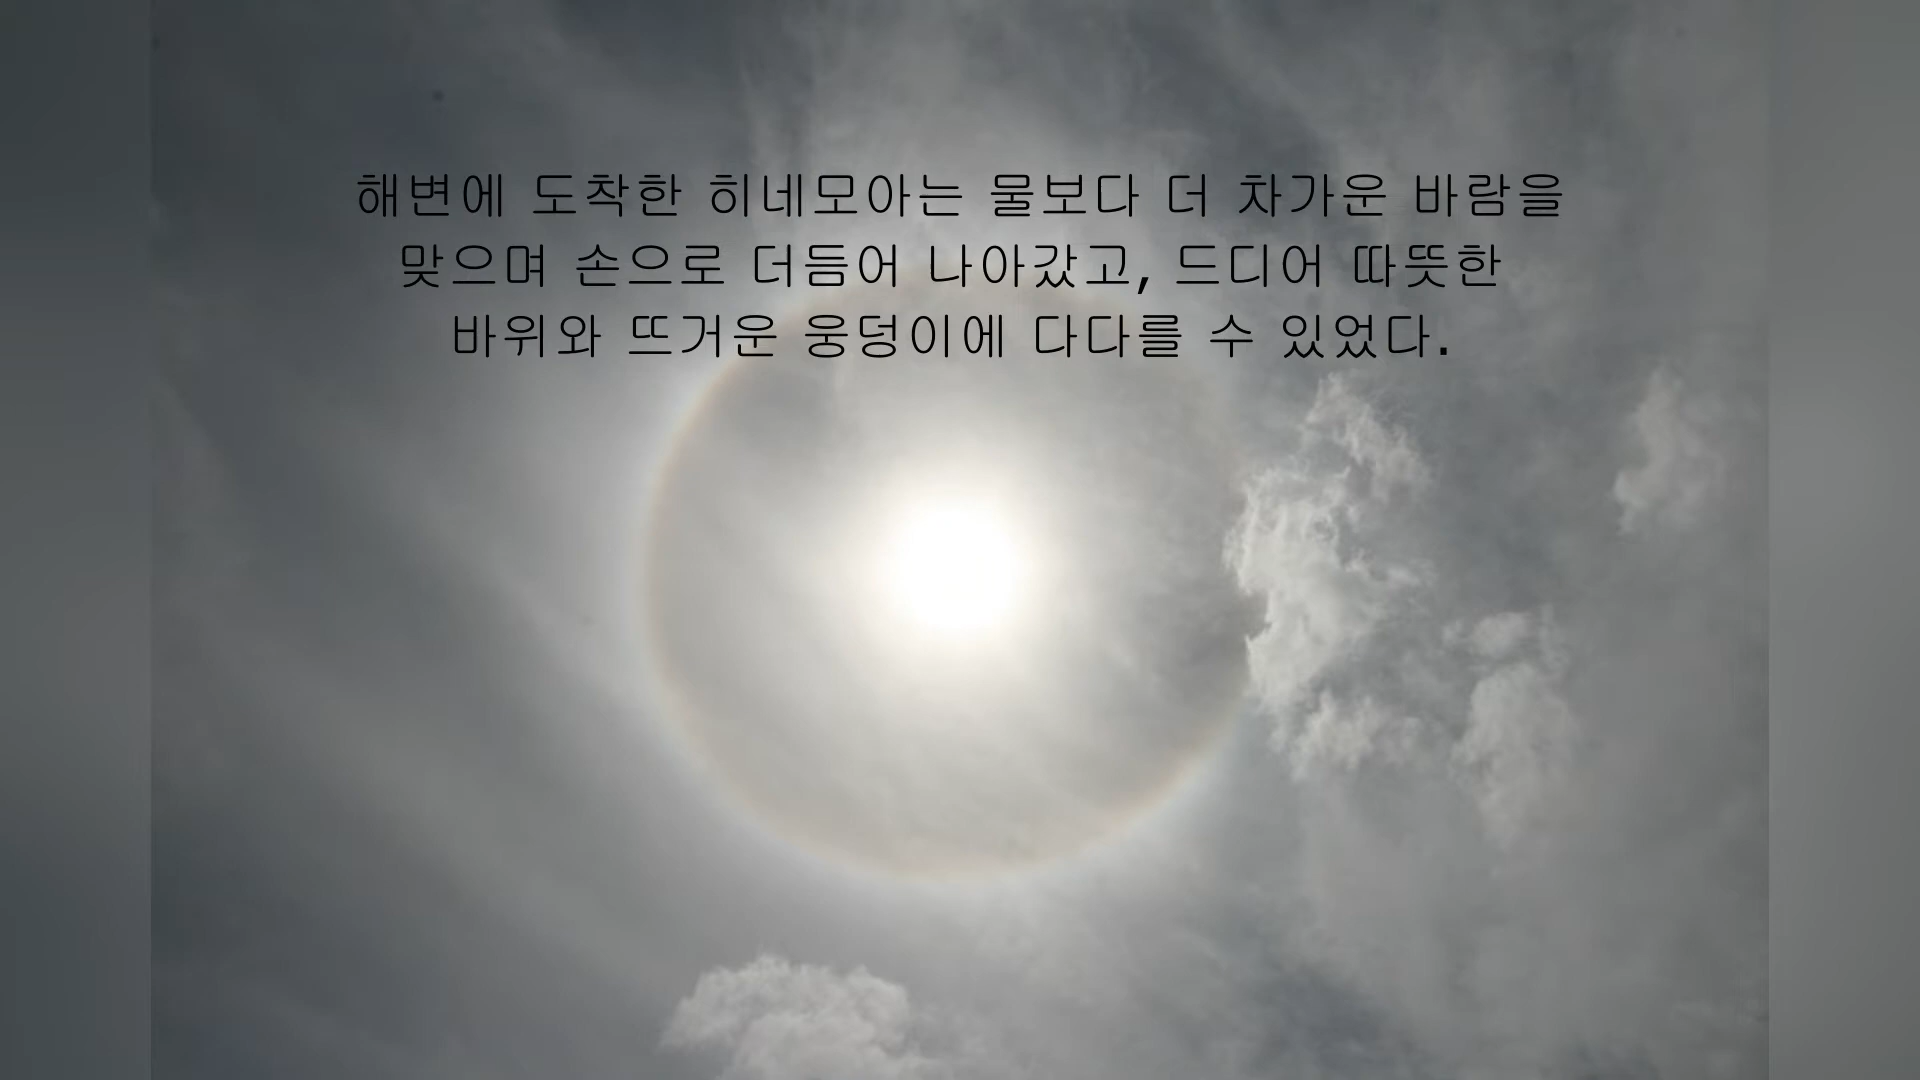 해변에 도착한 히네모아는 물보다 더 차가운 바람을
맞으며 손으로 더듬어 나아갔고, 드디어 따뜻한
바위와 뜨거운 웅덩이에 다다를 수 있었다.